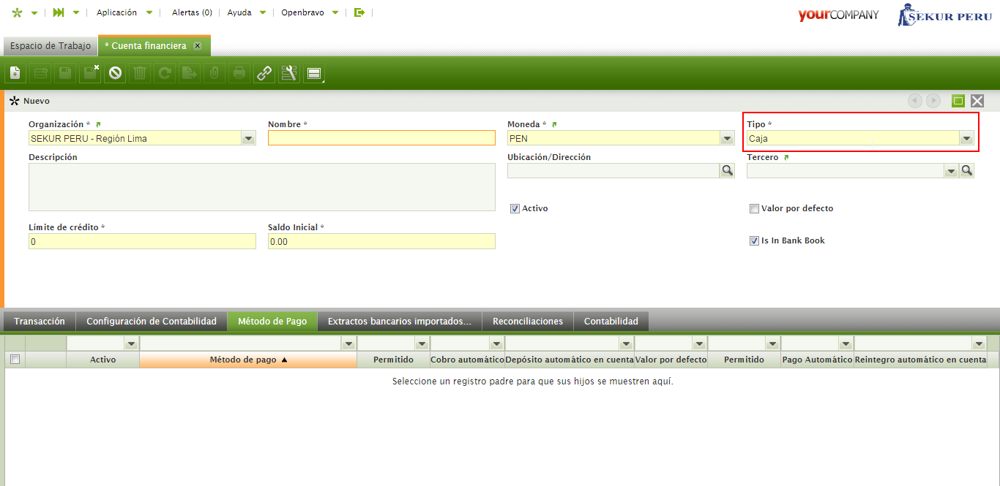 Aplicación Alertas (0) Ayuda Openbravo yourCOMPANY SEKUR PERU
Espacio de Trabajo * Cuenta financiera
Nuevo
Organización * Nombre * Moneda * Tipo *
SEKUR PERU - Región Lima PEN Caja
Descripción Ubicación/Dirección Tercero
Activo Valor por defecto
Límite de crédito * Saldo Inicial *
0 0.00 Is In Bank Book
Transacción Configuración de Contabilidad Método de Pago Extractos bancarios importados... Reconciliaciones Contabilidad
Activo Método de pago Permitido Cobro automático Depósito automático en cuenta Valor por defecto Permitido Pago Automático Reintegro automático en cuenta
Seleccione un registro padre para que sus hijos se muestren aquí.